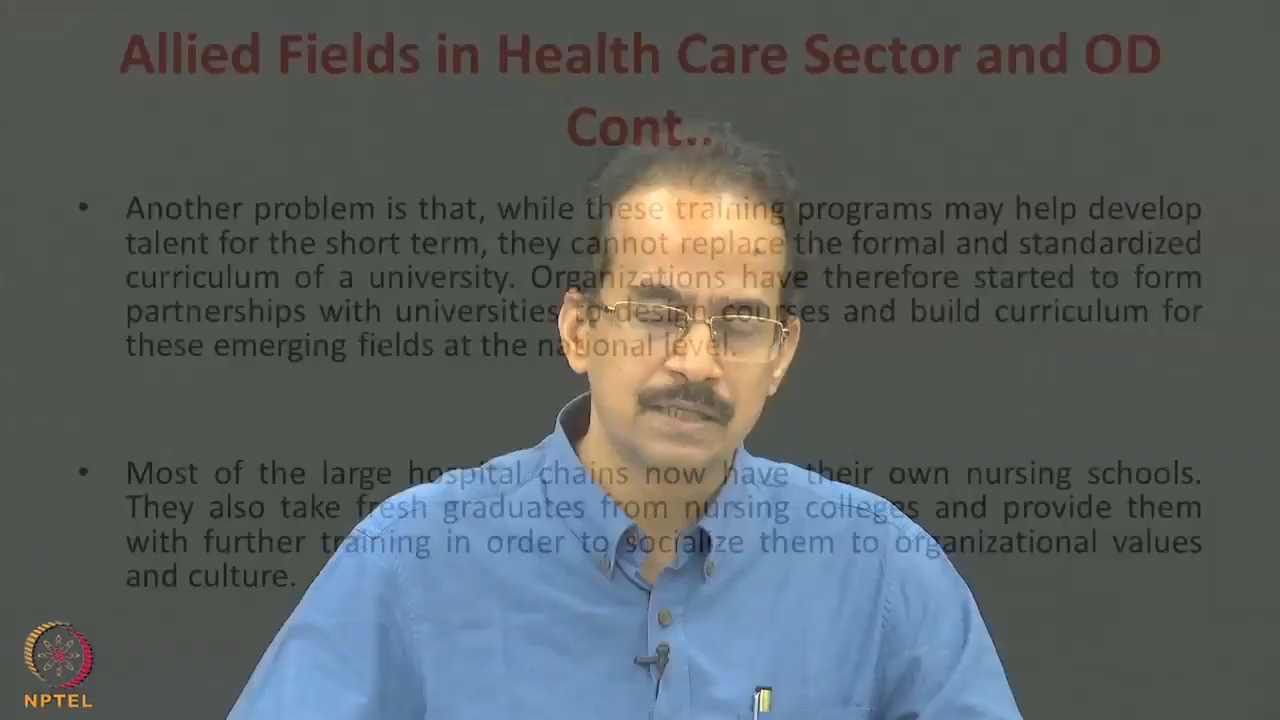 Allied Fields in Health Care Sector and OD
Cont..
• Another problem is that, while these training programs may help develop
talent for the short term, they cannot replace the formal and standardized
curriculum of a university. Organizations have therefore started to form
partnerships with universities to design courses and build curriculum for
these emerging fields at the national level.
• Most of the large hospital chains now have their own nursing schools.
They also take fresh graduates from nursing colleges and provide them
with further training in order to socialize them to organizational values
and culture.
NPTEL